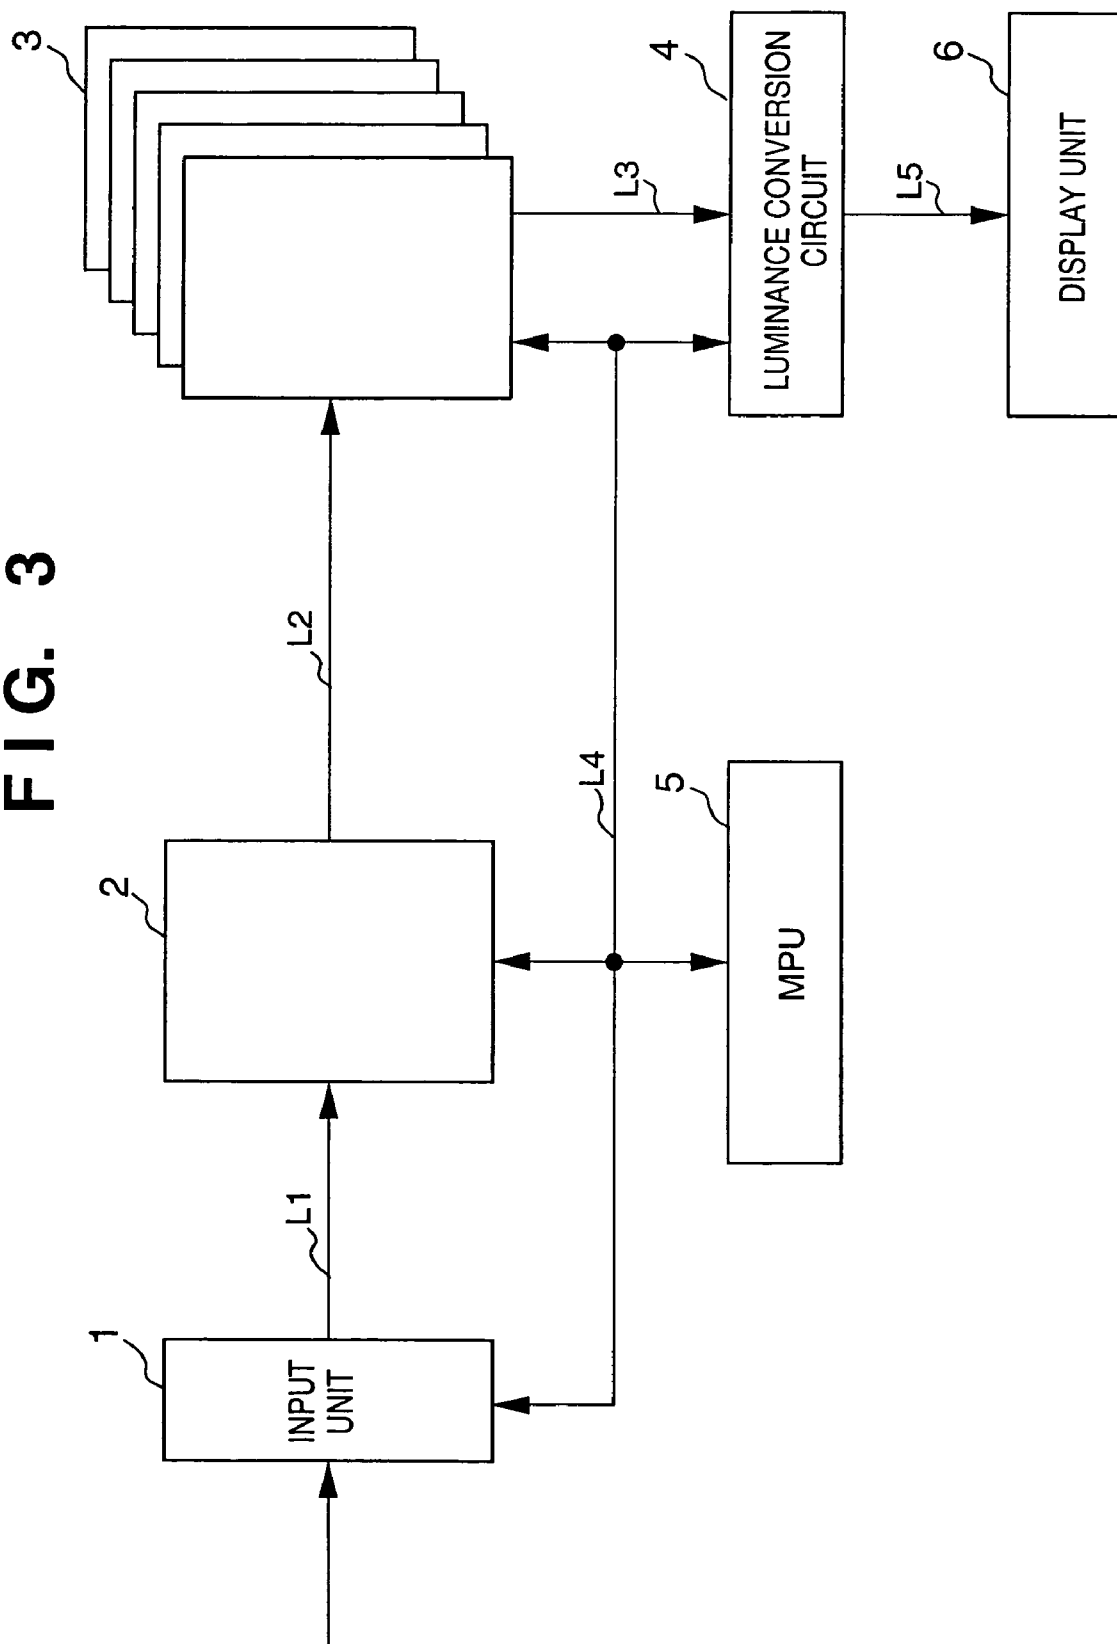 FIG. 3
1
INPUT
UNIT
L1
2
L2
3
L3
L4
5
MPU
4
LUMINANCE CONVERSION
CIRCUIT
L5
6
DISPLAY UNIT